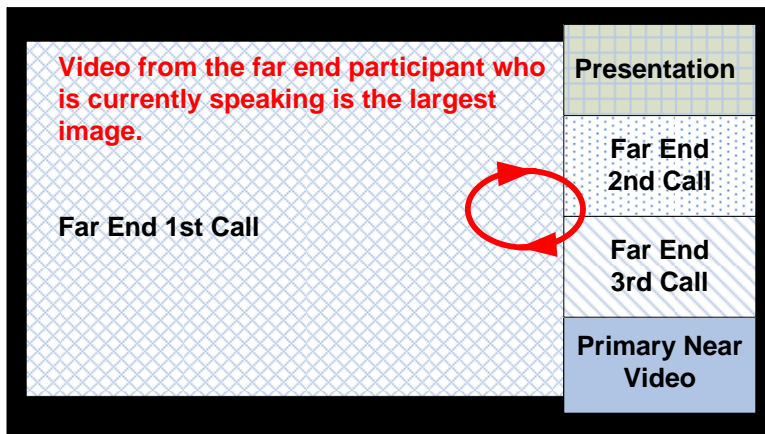 Video from the far end participant who
is currently speaking is the largest
image.
Far End 1st Call
Presentation
Far End
2nd Call
Far End
3rd Call
Primary Near
Video